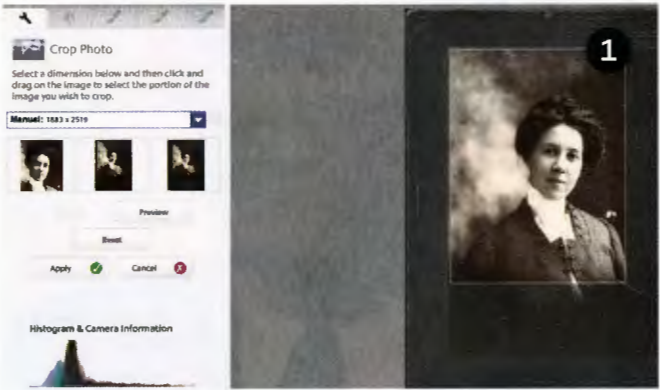 Crop Photo
Select a dimension below and then click and
drag on the image to select the portion of the
image you wish to crop.
Manual: 1883 x 2519
Preview
Reset
Apply
Cancel
Histogram & Camera Information
1